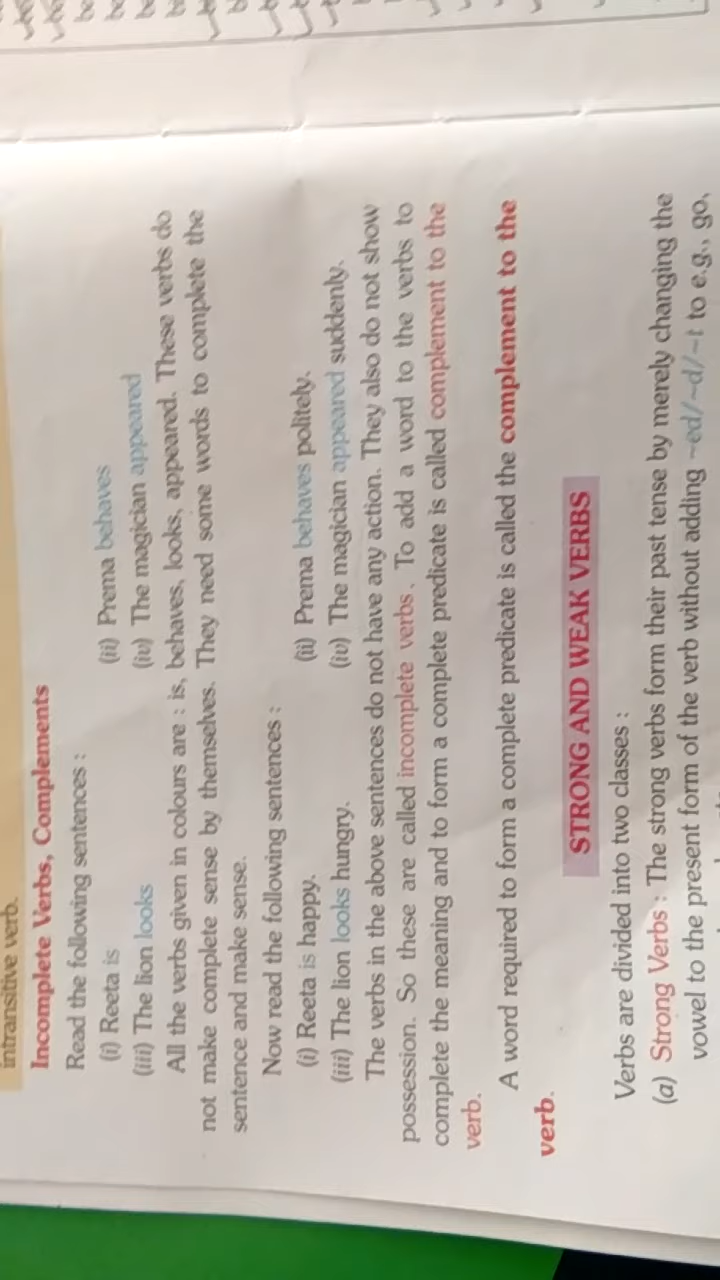 intransitive verb.
Incomplete Verbs, Complements
Read the following sentences :
(i) Reeta is (ii) Prema behaves
(iii) The lion looks (iv) The magician appeared
All the verbs given in colours are : is, behaves, looks, appeared. These verbs do
not make complete sense by themselves. They need some words to complete the
sentence and make sense.
Now read the following sentences :
(i) Reeta is happy. (ii) Prema behaves politely.
(iii) The lion looks hungry. (iv) The magician appeared suddenly.
The verbs in the above sentences do not have any action. They also do not show
possession. So these are called incomplete verbs. To add a word to the verbs to
complete the meaning and to form a complete predicate is called complement to the
verb.
A word required to form a complete predicate is called the complement to the
verb.
STRONG AND WEAK VERBS
Verbs are divided into two classes :
(a) Strong Verbs : The strong verbs form their past tense by merely changing the
vowel to the present form of the verb without adding ~ed/~d/~t to e.g., go,